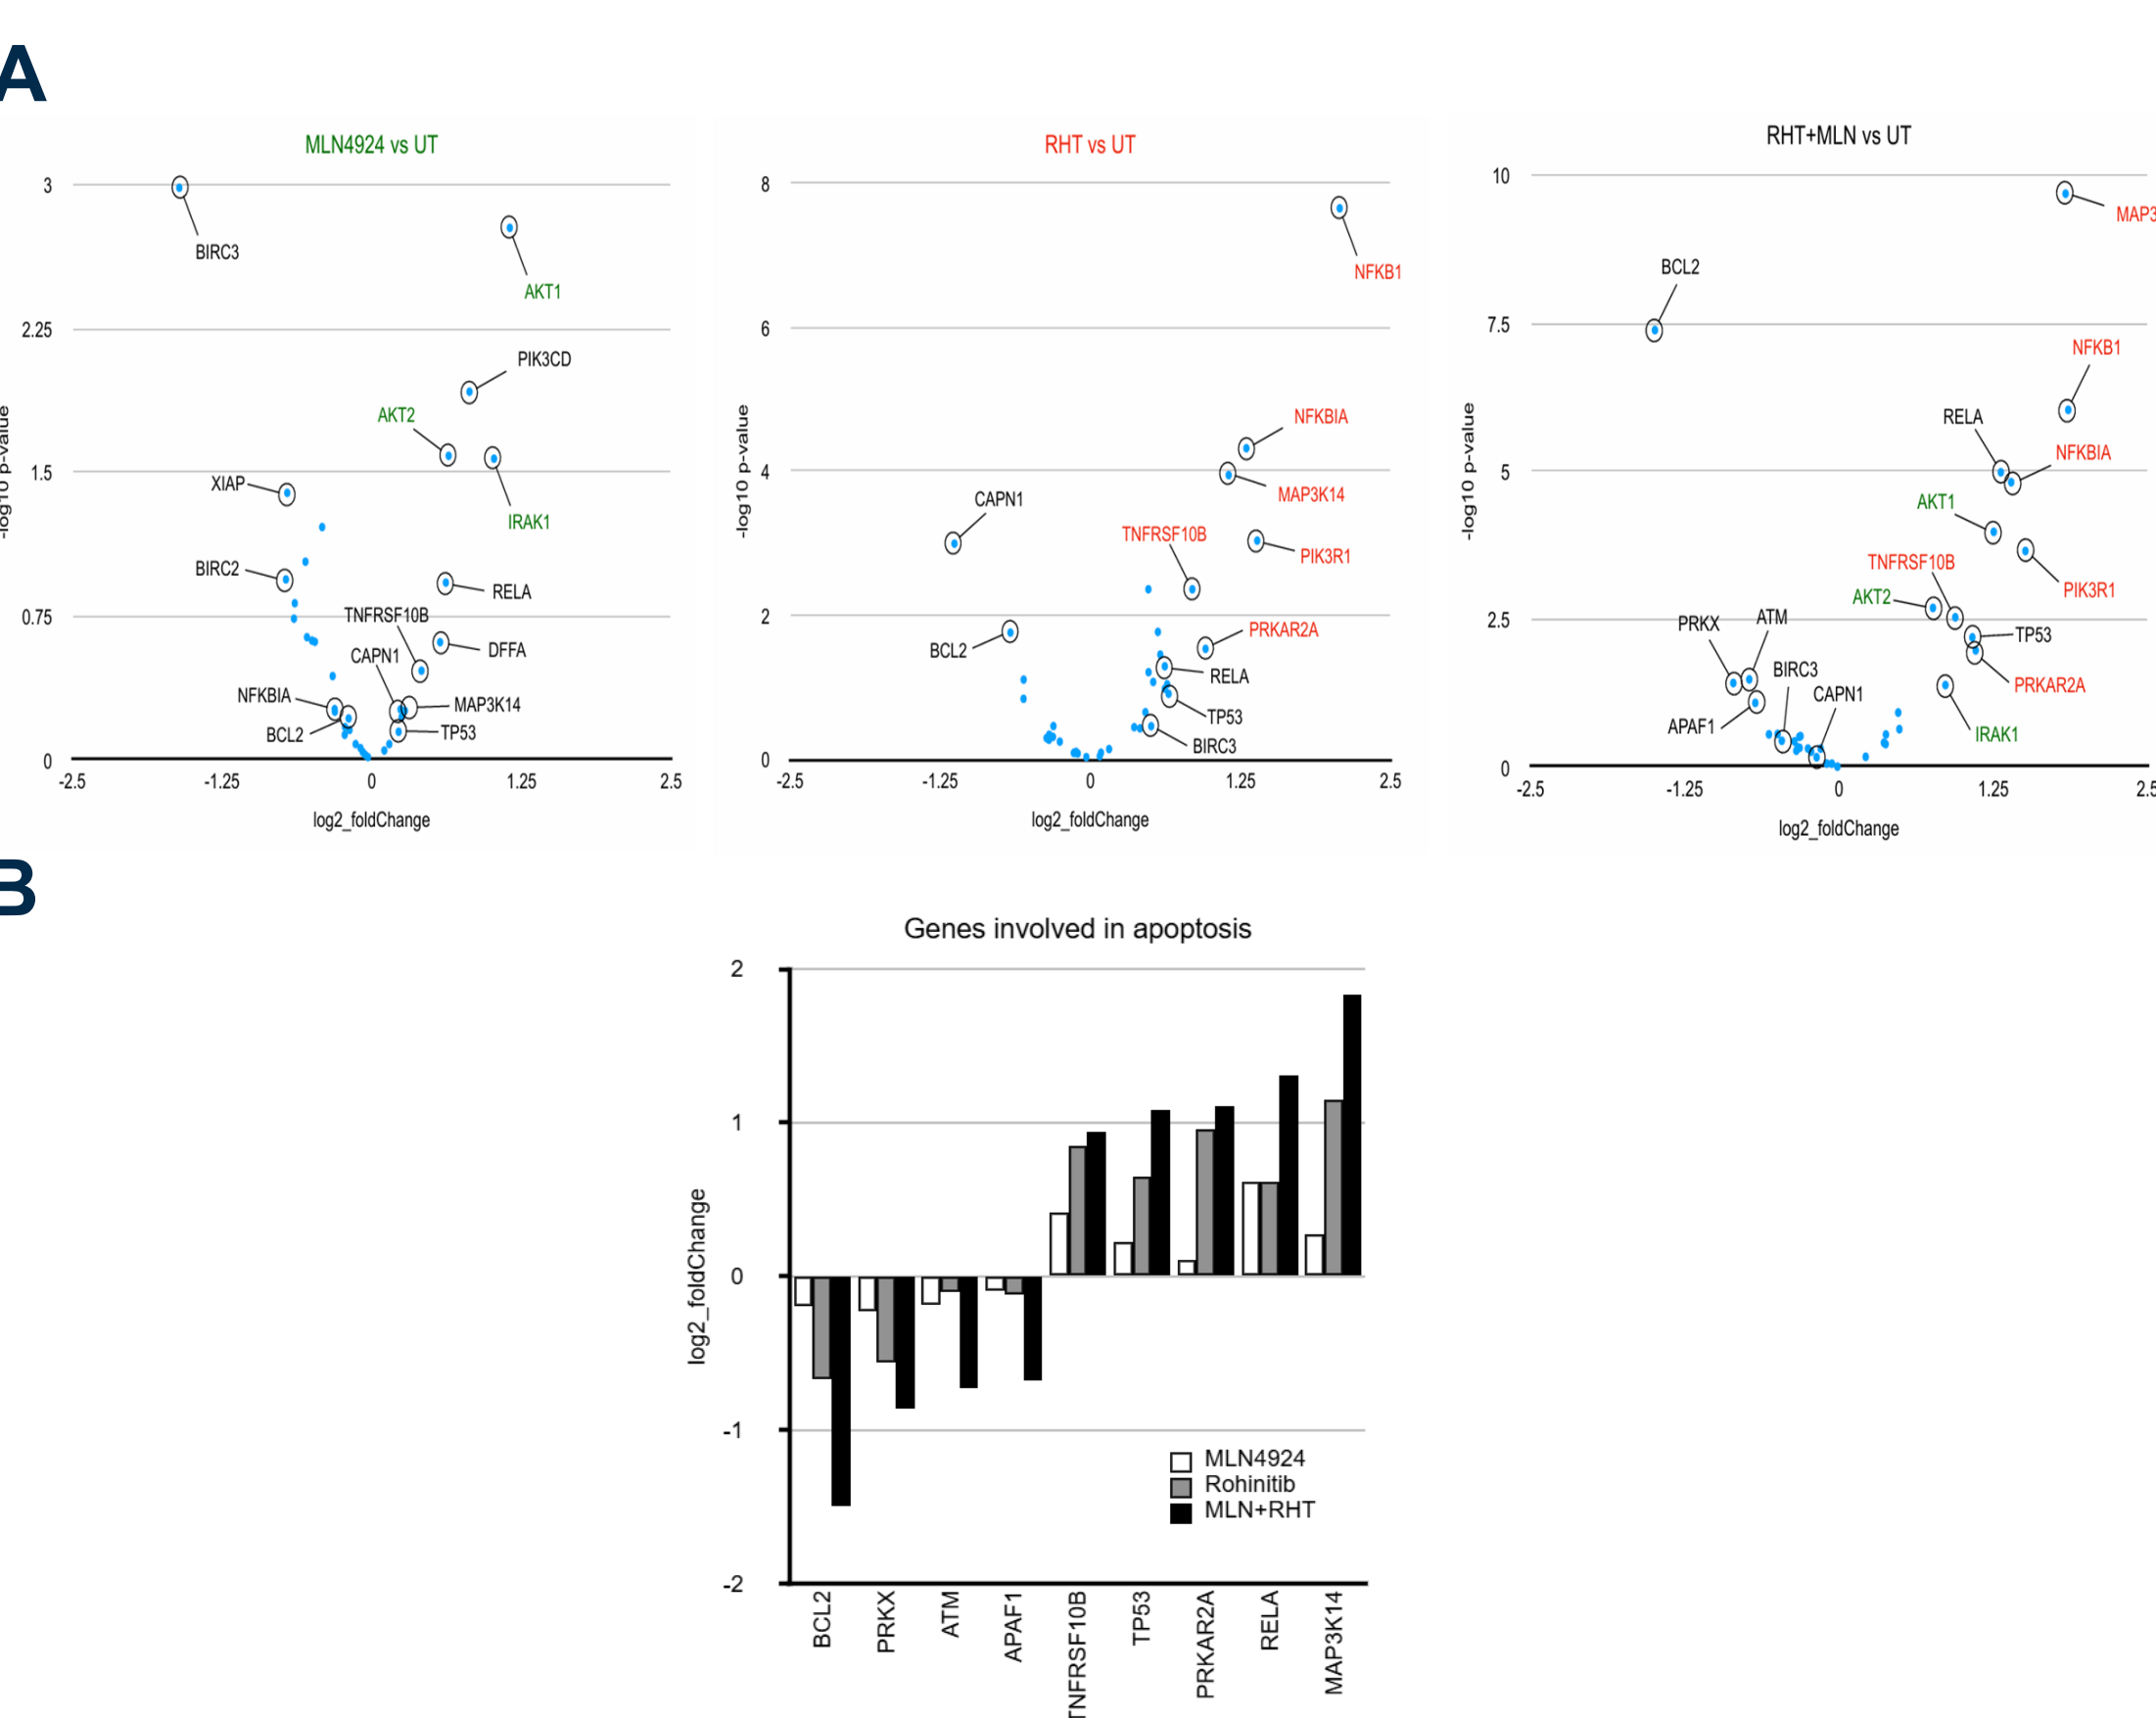 A
MLN4924 vs UT
3
2.25
1.5
0.75
0
-log10 p-value
BIRC3
AKT1
PIK3CD
AKT2
XIAP
IRAK1
BIRC2
RELA
TNFRSF10B
DFFA
CAPN1
NFKBIA
MAP3K14
BCL2
TP53
-2.5
-1.25
0
1.25
2.5
log2_foldChange
RHT vs UT
8
6
4
2
0
-log10 p-value
NFKB1
NFKBIA
MAP3K14
CAPN1
TNFRSF10B
PIK3R1
BCL2
PRKAR2A
RELA
TP53
BIRC3
-2.5
-1.25
0
1.25
2.5
log2_foldChange
RHT+MLN vs UT
10
7.5
5
2.5
0
-log10 p-value
MAP3
BCL2
NFKB1
RELA
NFKBIA
AKT1
TNFRSF10B
AKT2
PIK3R1
PRKX
ATM
TP53
BIRC3
CAPN1
PRKAR2A
APAF1
IRAK1
-2.5
-1.25
0
1.25
2.5
log2_foldChange
B
Genes involved in apoptosis
2
1
0
-1
-2
log2_foldChange
MLN4924
Rohinitib
MLN+RHT
BCL2
PRKX
ATM
APAF1
TNFRSF10B
TP53
PRKAR2A
RELA
MAP3K14